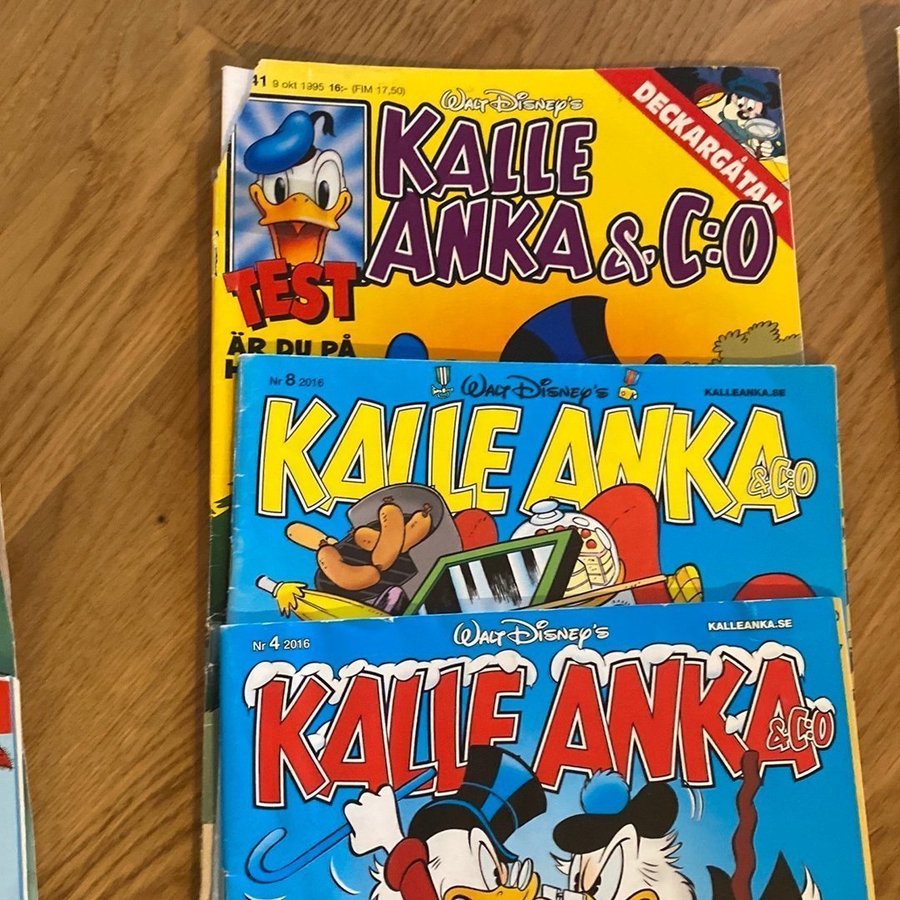 41 9 okt 1995 16:- (FIM 17,50)
WALT DISNEY'S
KALLE
ANKA & C:O
DECKARGÅTAN
TEST
ÄR DU PÅ
Nr 8 2016
WALT DISNEY'S
KALLEANKA.SE
KALLE ANKA
& C:O
Nr 4 2016
WALT DISNEY'S
KALLEANKA.SE
KALLE ANKA
& C:O